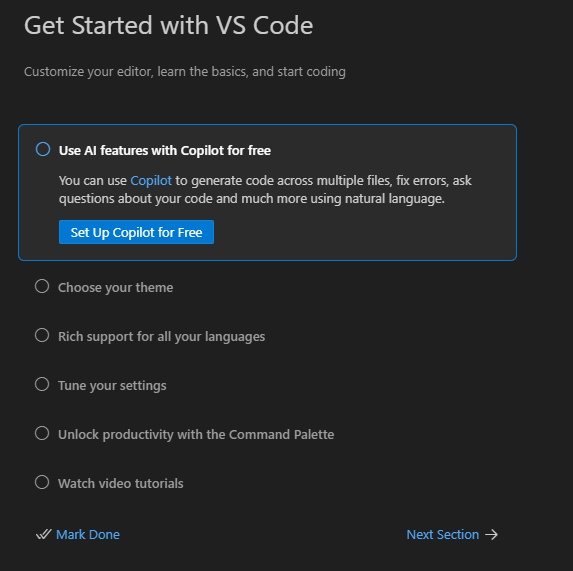 Get Started with VS Code
Customize your editor, learn the basics, and start coding
Use AI features with Copilot for free
You can use Copilot to generate code across multiple files, fix errors, ask
questions about your code and much more using natural language.
Set Up Copilot for Free
Choose your theme
Rich support for all your languages
Tune your settings
Unlock productivity with the Command Palette
Watch video tutorials
Mark Done
Next Section